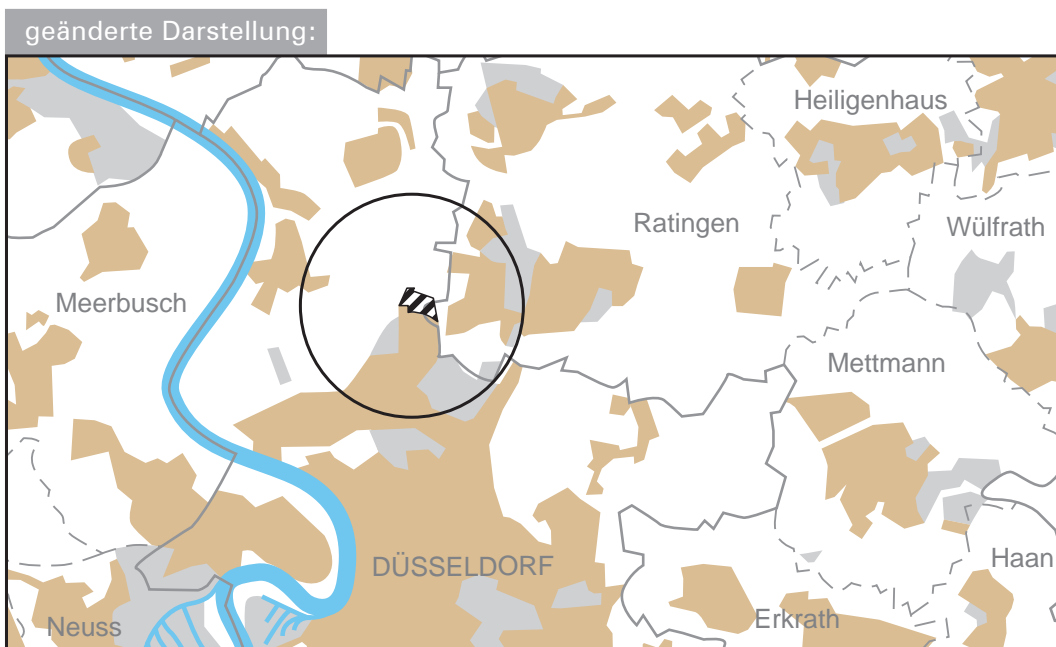 geänderte Darstellung:
Heiligenhaus
Ratingen
Wülfrath
Meerbusch
Mettmann
DÜSSELDORF
Haan
Erkrath
Neuss